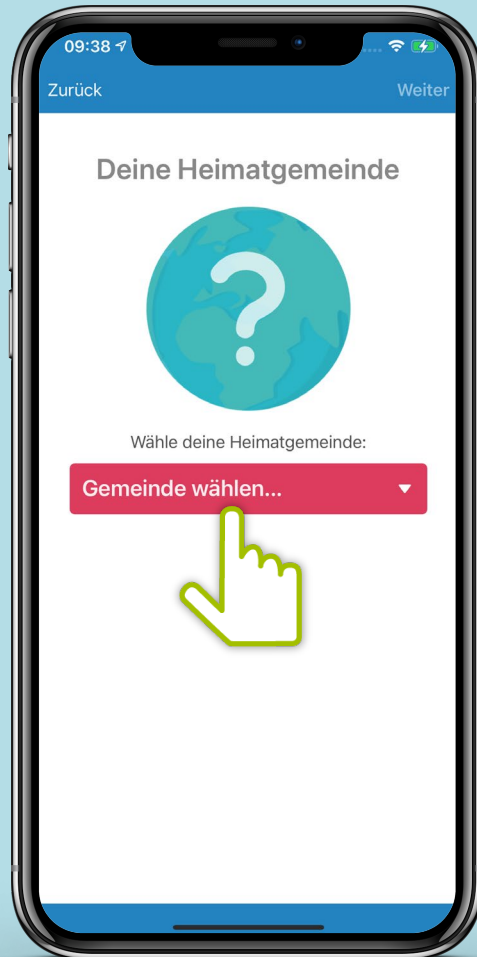 09:38
Zurück
Weiter
Deine Heimatgemeinde
?
Wähle deine Heimatgemeinde:
Gemeinde wählen...